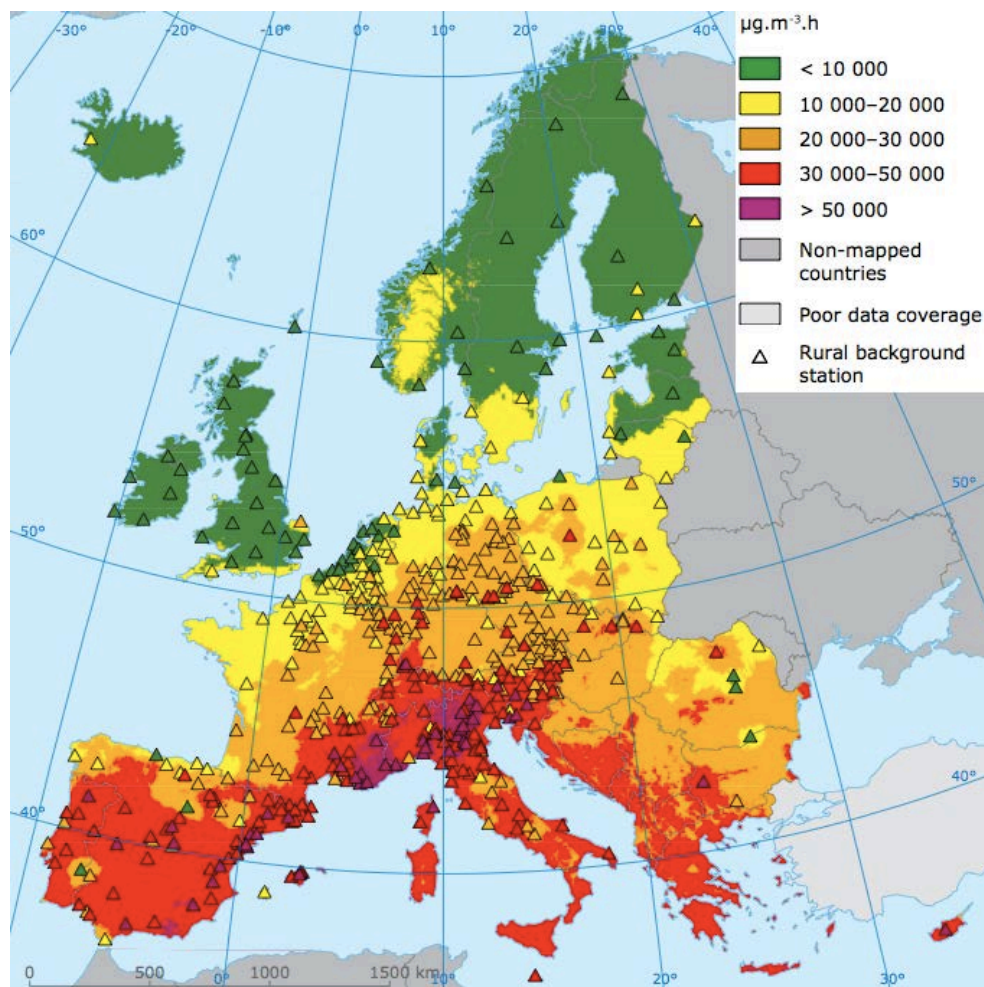 -30°
-20°
-10°
0°
10°
20°
30°
40°
60°
50°
40°
50°
40°
0
500
1000
1500 km
0°
10°
20°
30°
µg.m⁻³.h
< 10 000
10 000–20 000
20 000–30 000
30 000–50 000
> 50 000
Non-mapped
countries
Poor data coverage
Rural background
station